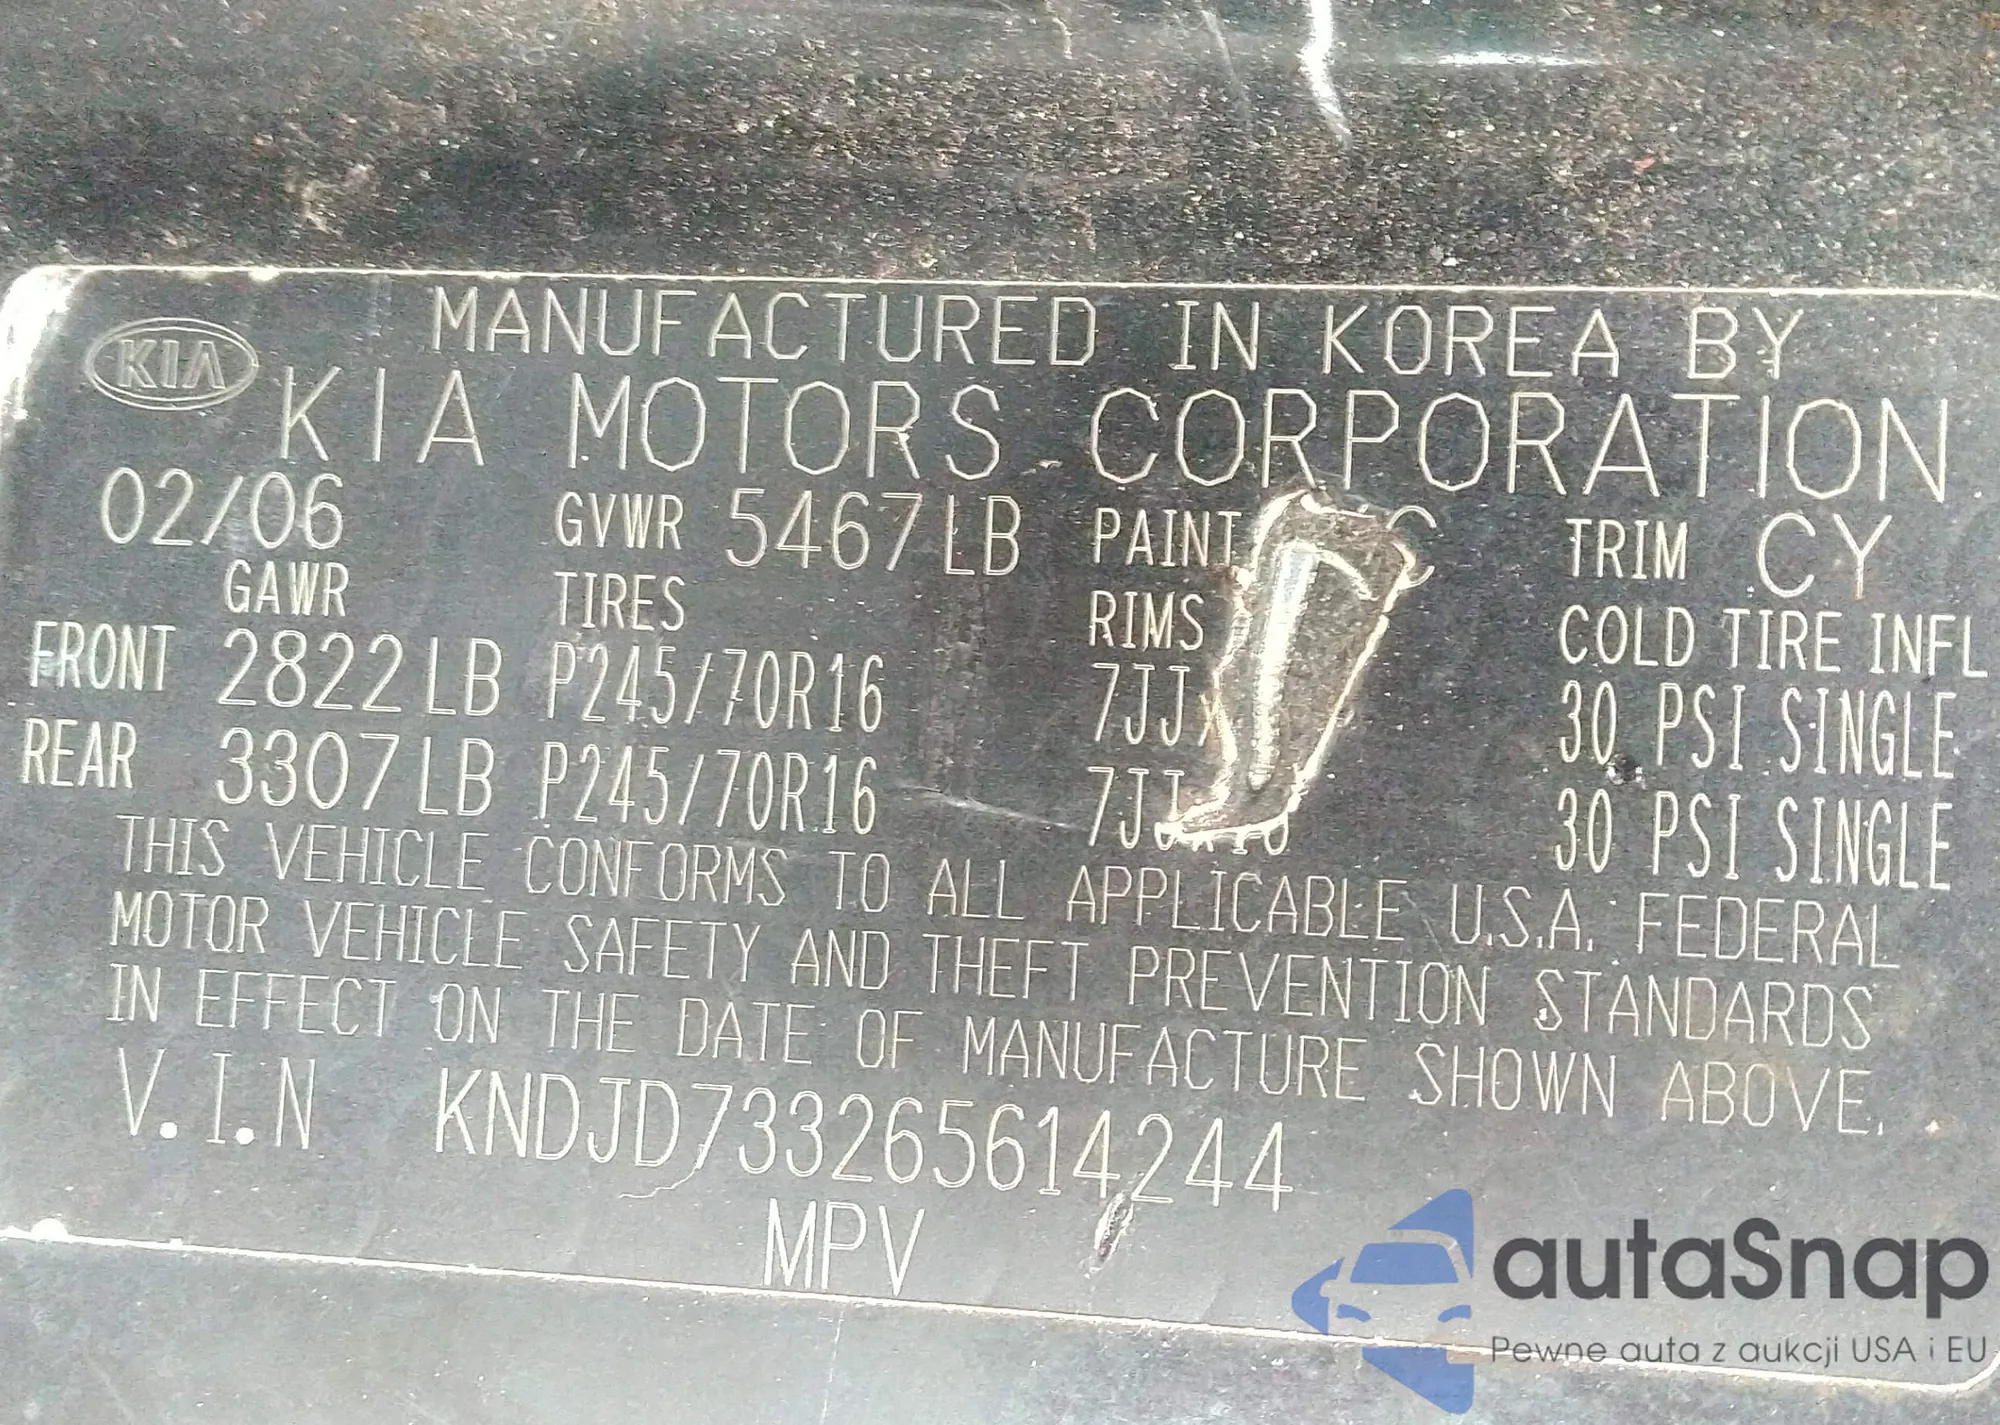 MANUFACTURED IN KOREA BY
KIA KIA MOTORS CORPORATION
02/06 GVWR 5467LB PAINT TRIM CY
GAWR TIRES RIMS COLD TIRE INFL
FRONT 2822LB P245/70R16 30 PSI SINGLE
REAR 3307LB P245/70R16 30 PSI SINGLE
THIS VEHICLE CONFORMS TO ALL APPLICABLE U.S.A. FEDERAL
MOTOR VEHICLE SAFETY AND THEFT PREVENTION STANDARDS
IN EFFECT ON THE DATE OF MANUFACTURE SHOWN ABOVE.
V.I.N KNDJD733265614244
MPV
autaSnap
Pewne auta z aukcji USA i EU